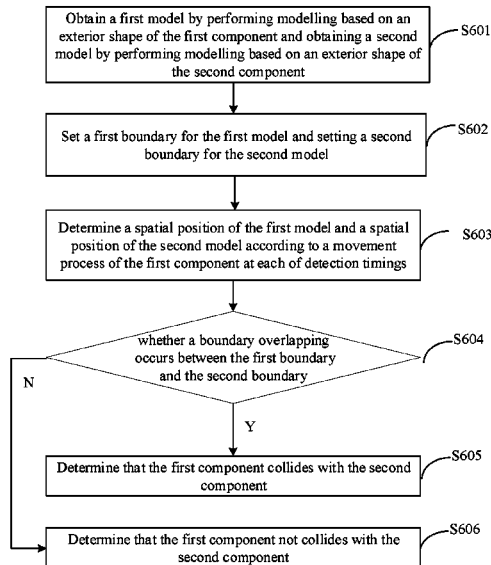 Obtain a first model by performing modelling based on an
exterior shape of the first component and obtaining a second
model by performing modelling based on an exterior shape of
the second component
S601
Set a first boundary for the first model and setting a second
boundary for the second model
S602
Determine a spatial position of the first model and a spatial
position of the second model according to a movement
process of the first component at each of detection timings
S603
whether a boundary overlapping
occurs between the first boundary
and the second boundary
S604
N
Y
Determine that the first component collides with the second
component
S605
Determine that the first component not collides with the
second component
S606